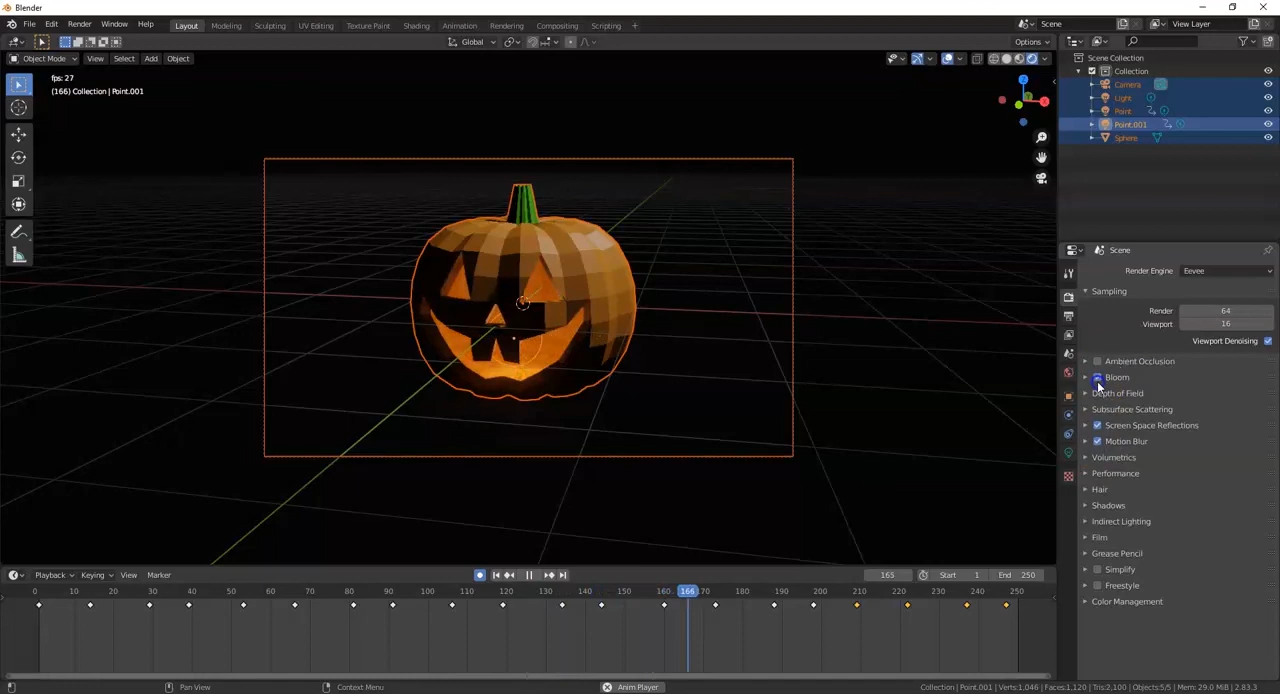 Blender
File Edit Render Window Help Layout Modeling Sculpting UV Editing Texture Paint Shading Animation Rendering Compositing Scripting + Scene View Layer
Global Options
Object Mode View Select Add Object
fps: 27
(166) Collection | Point.001
Z
Y
X
Scene Collection
Collection
Camera
Light
Point
Point.001
Sphere
Scene
Render Engine Eevee
Sampling
Render 64
Viewport 16
Viewport Denoising
Ambient Occlusion
Bloom
Depth of Field
Subsurface Scattering
Screen Space Reflections
Motion Blur
Volumetrics
Performance
Hair
Shadows
Indirect Lighting
Film
Grease Pencil
Simplify
Freestyle
Color Management
Playback Keying View Marker 165 Start 1 End 250
0 10 20 30 40 50 60 70 80 90 100 110 120 130 140 150 160 166 170 180 190 200 210 220 230 240 250
Pan View Context Menu Anim Player Collection | Point.001 | Verts:1,046 | Faces:1,120 | Tris:2,100 | Objects:5/5 | Mem: 29.0 MiB | 2.83.3